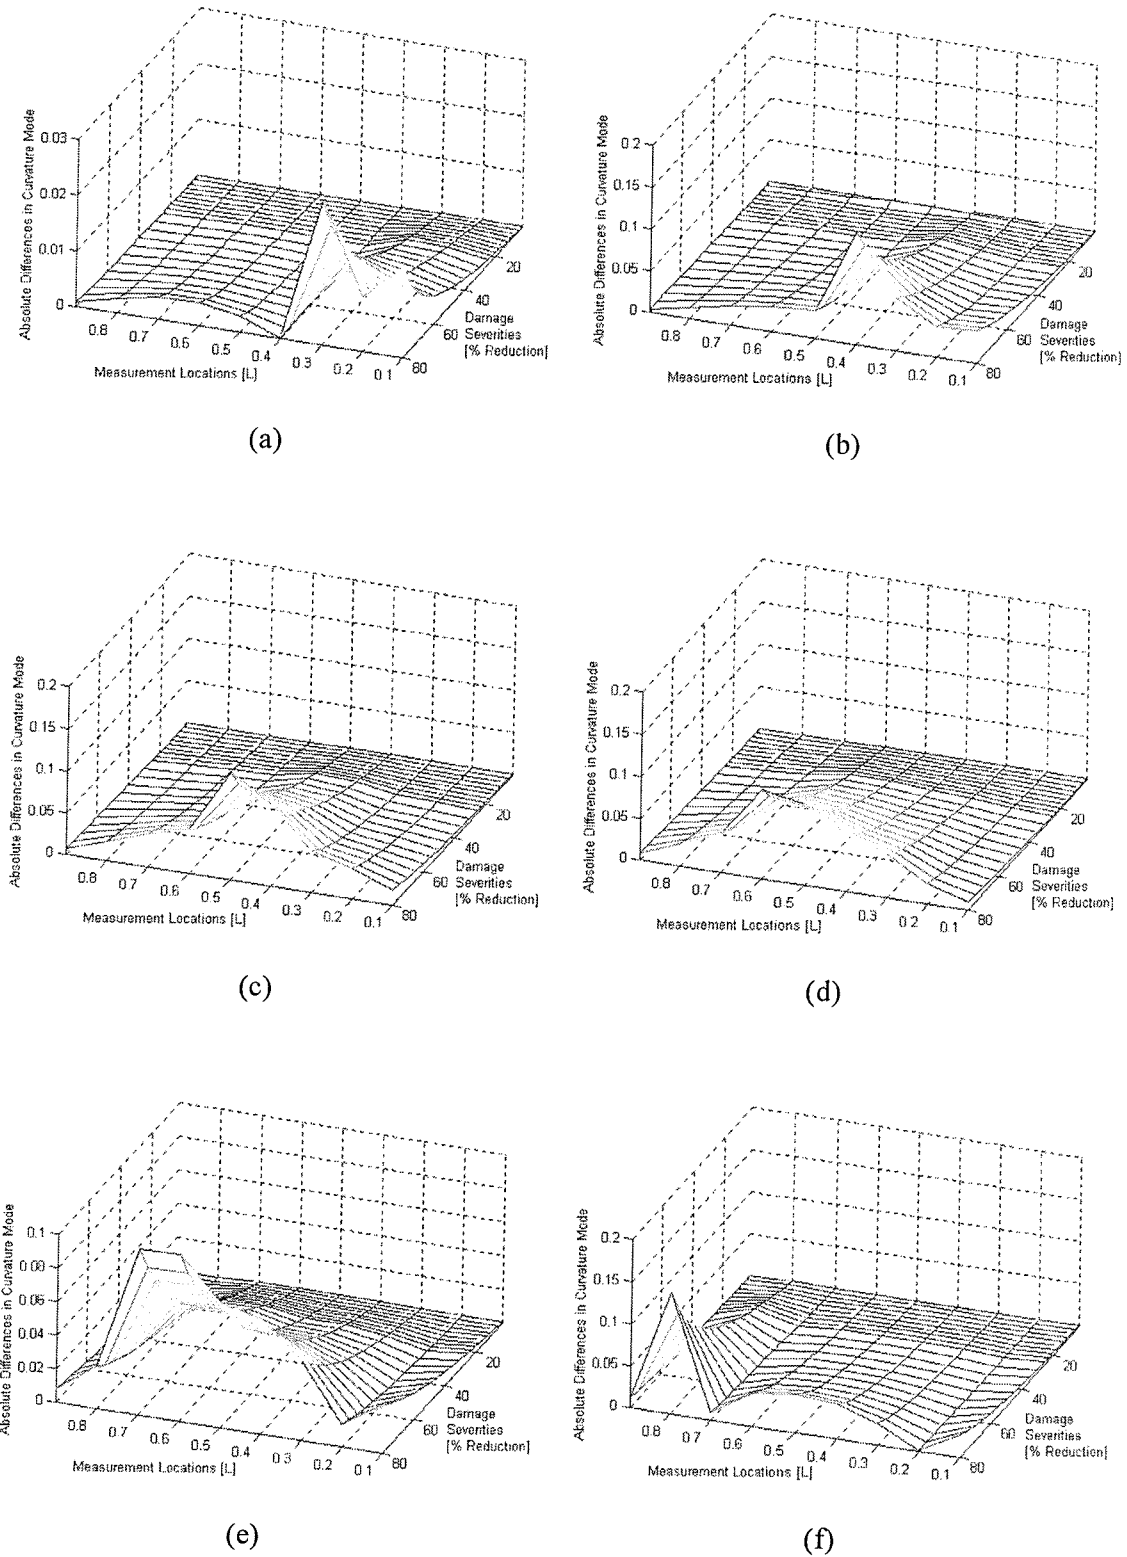 Absolute Differences in Curvature Mode
0.03
0.02
0.01
0
0.8
0.7
0.6
0.5
0.4
0.3
0.2
0.1
Measurement Locations [L]
20
40
60
80
Damage
Severities
[% Reduction]
(a)
Absolute Differences in Curvature Mode
0.2
0.15
0.1
0.05
0
0.8
0.7
0.6
0.5
0.4
0.3
0.2
0.1
Measurement Locations [L]
20
40
60
80
Damage
Severities
[% Reduction]
(b)
Absolute Differences in Curvature Mode
0.2
0.15
0.1
0.05
0
0.8
0.7
0.6
0.5
0.4
0.3
0.2
0.1
Measurement Locations [L]
20
40
60
80
Damage
Severities
[% Reduction]
(c)
Absolute Differences in Curvature Mode
0.2
0.15
0.1
0.05
0
0.8
0.7
0.6
0.5
0.4
0.3
0.2
0.1
Measurement Locations [L]
20
40
60
80
Damage
Severities
[% Reduction]
(d)
Absolute Differences in Curvature Mode
0.1
0.08
0.06
0.04
0.02
0
0.8
0.7
0.6
0.5
0.4
0.3
0.2
0.1
Measurement Locations [L]
20
40
60
80
Damage
Severities
[% Reduction]
(e)
Absolute Differences in Curvature Mode
0.2
0.15
0.1
0.05
0
0.8
0.7
0.6
0.5
0.4
0.3
0.2
0.1
Measurement Locations [L]
20
40
60
80
Damage
Severities
[% Reduction]
(f)